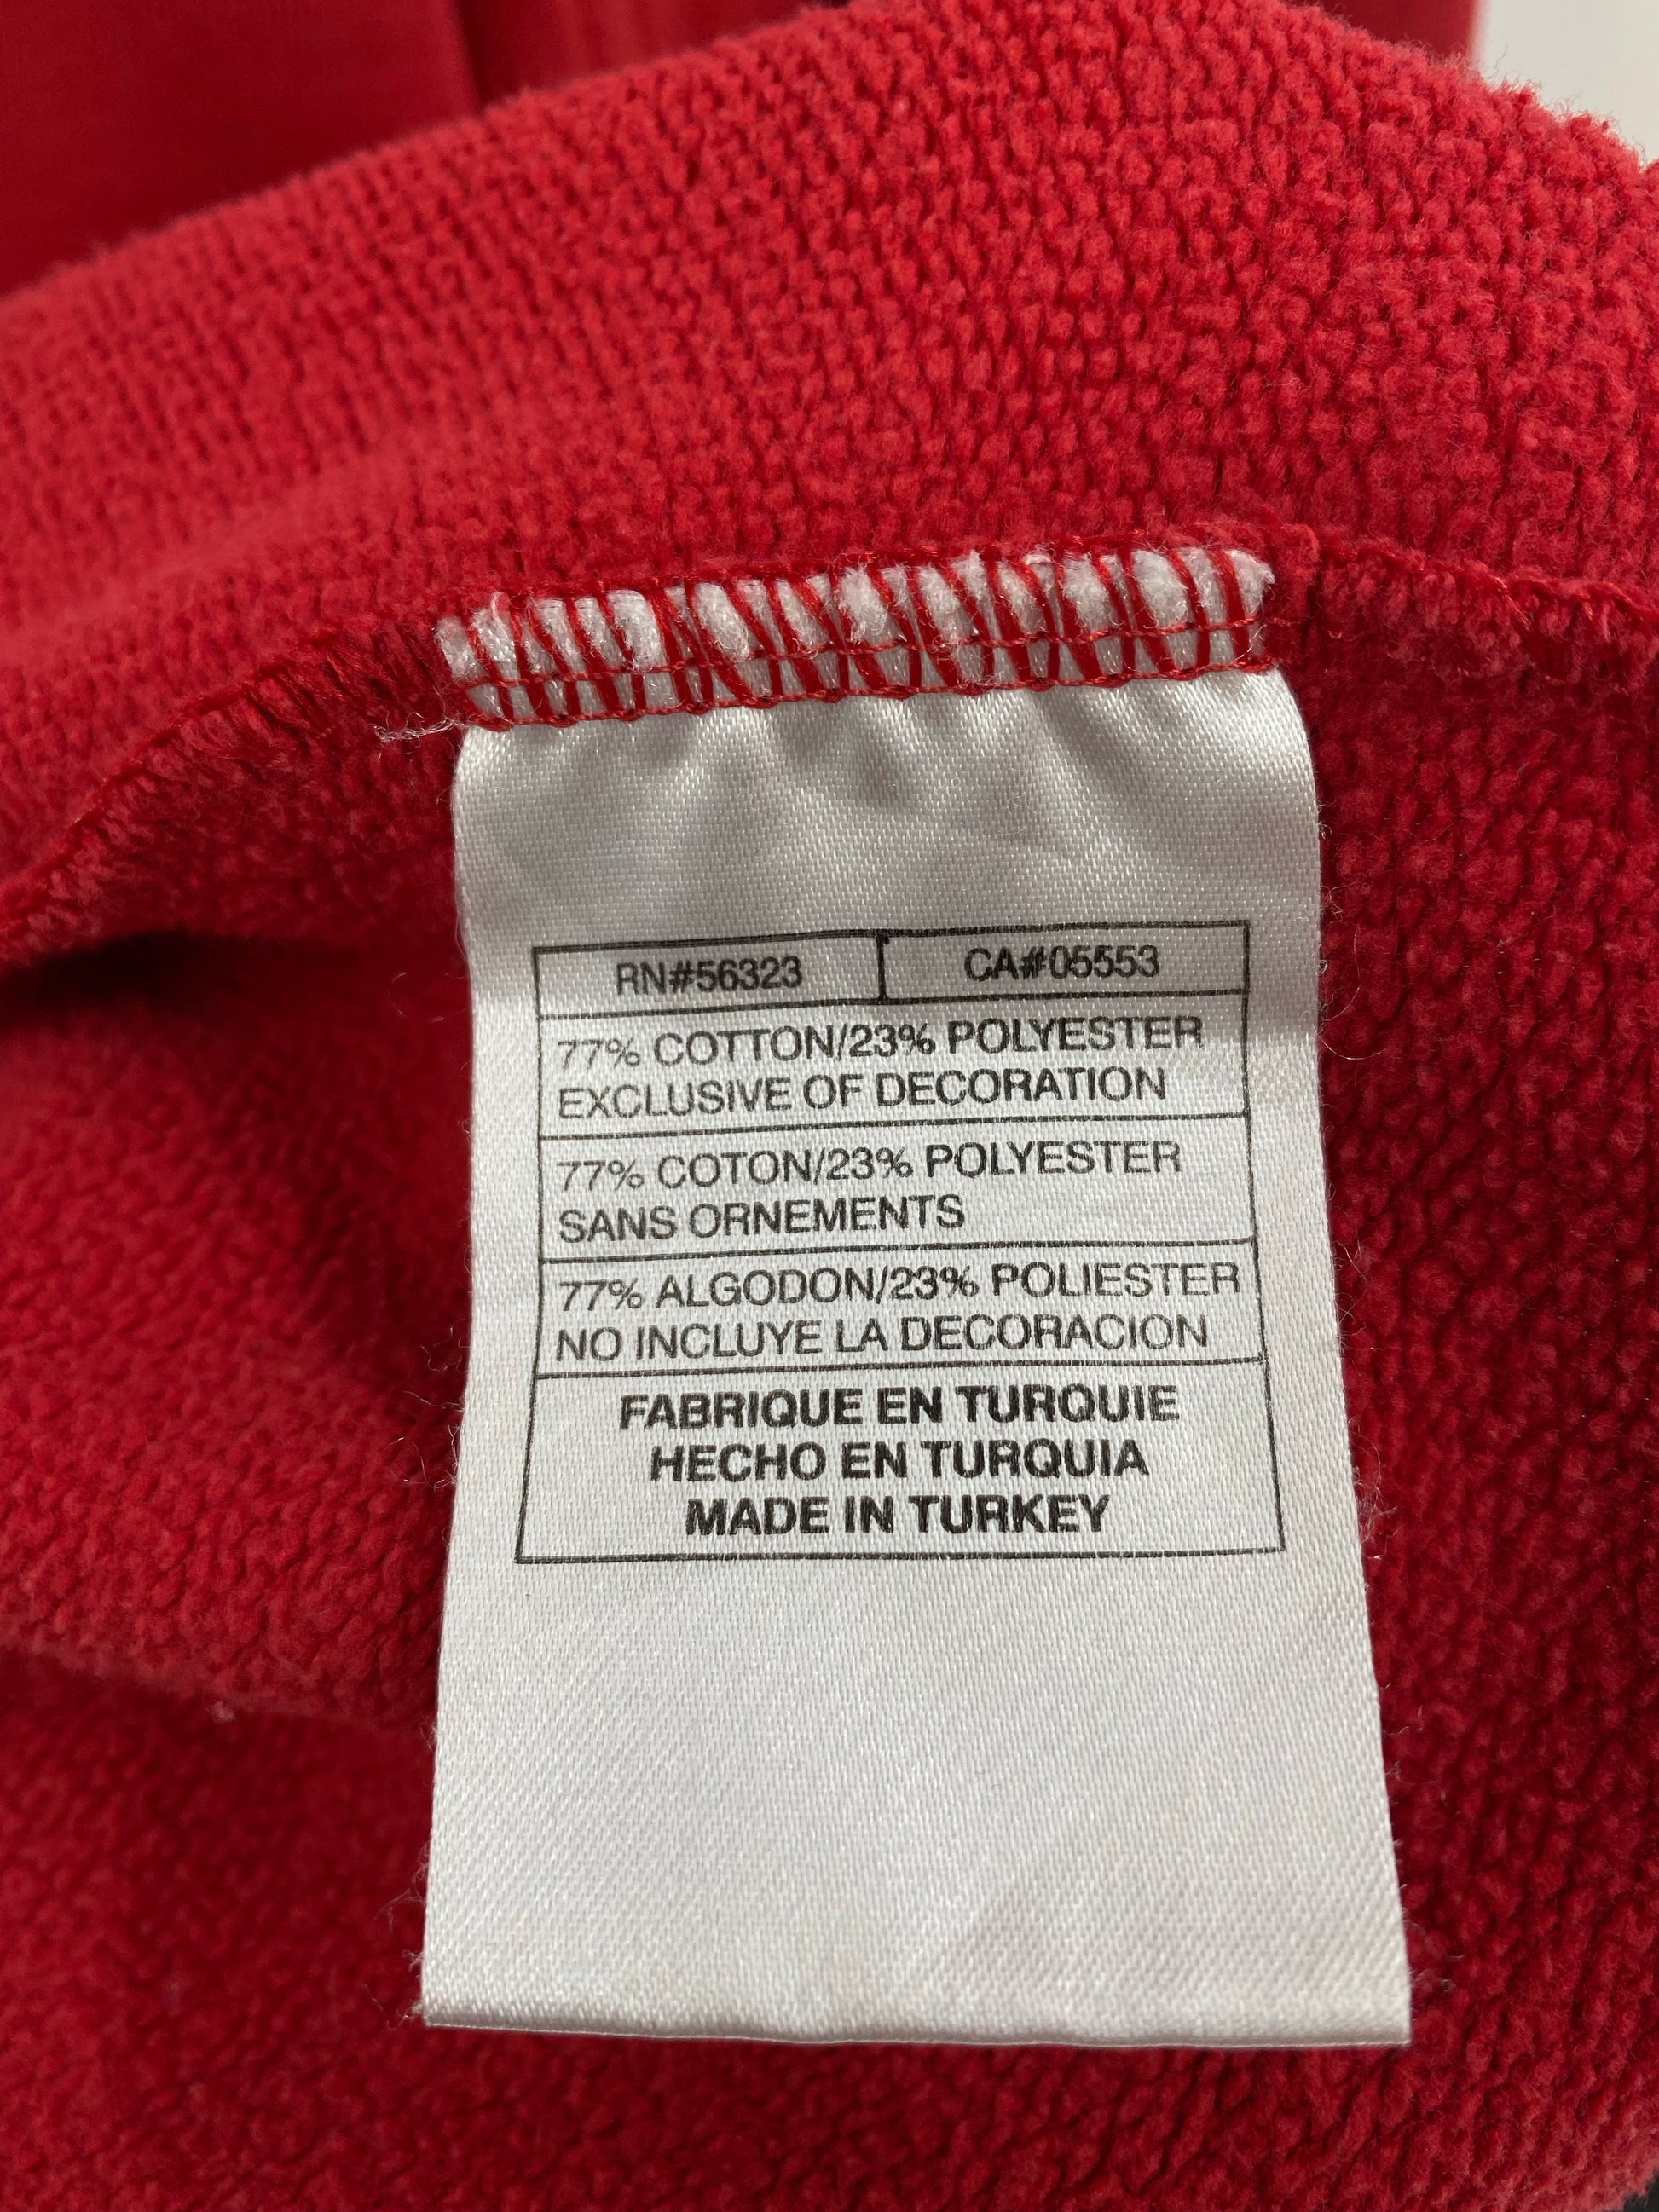 RN#56323 CA#05553
77% COTTON/23% POLYESTER
EXCLUSIVE OF DECORATION
77% COTON/23% POLYESTER
SANS ORNEMENTS
77% ALGODON/23% POLIESTER
NO INCLUYE LA DECORACION
FABRIQUE EN TURQUIE
HECHO EN TURQUIA
MADE IN TURKEY